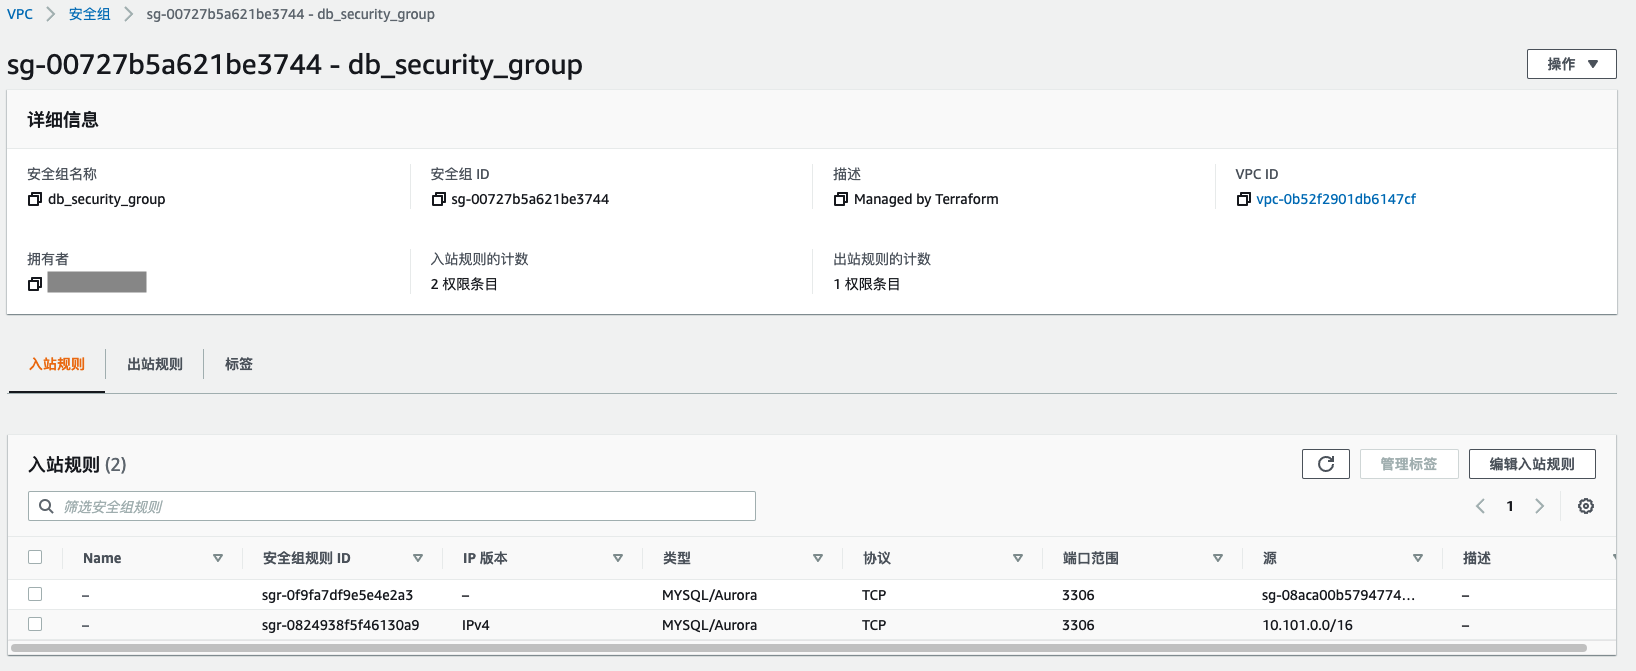 VPC > 安全组 > sg-00727b5a621be3744 - db_security_group
sg-00727b5a621be3744 - db_security_group 操作
详细信息
安全组名称 安全组 ID 描述 VPC ID
db_security_group sg-00727b5a621be3744 Managed by Terraform vpc-0b52f2901db6147cf
拥有者 入站规则的计数 出站规则的计数
2 权限条目 1 权限条目
入站规则 出站规则 标签
入站规则 (2) 管理标签 编辑入站规则
筛选安全组规则 1
Name 安全组规则 ID IP 版本 类型 协议 端口范围 源 描述
– sgr-0f9fa7df9e5e4e2a3 – MYSQL/Aurora TCP 3306 sg-08aca00b5794774... –
– sgr-0824938f5f46130a9 IPv4 MYSQL/Aurora TCP 3306 10.101.0.0/16 –